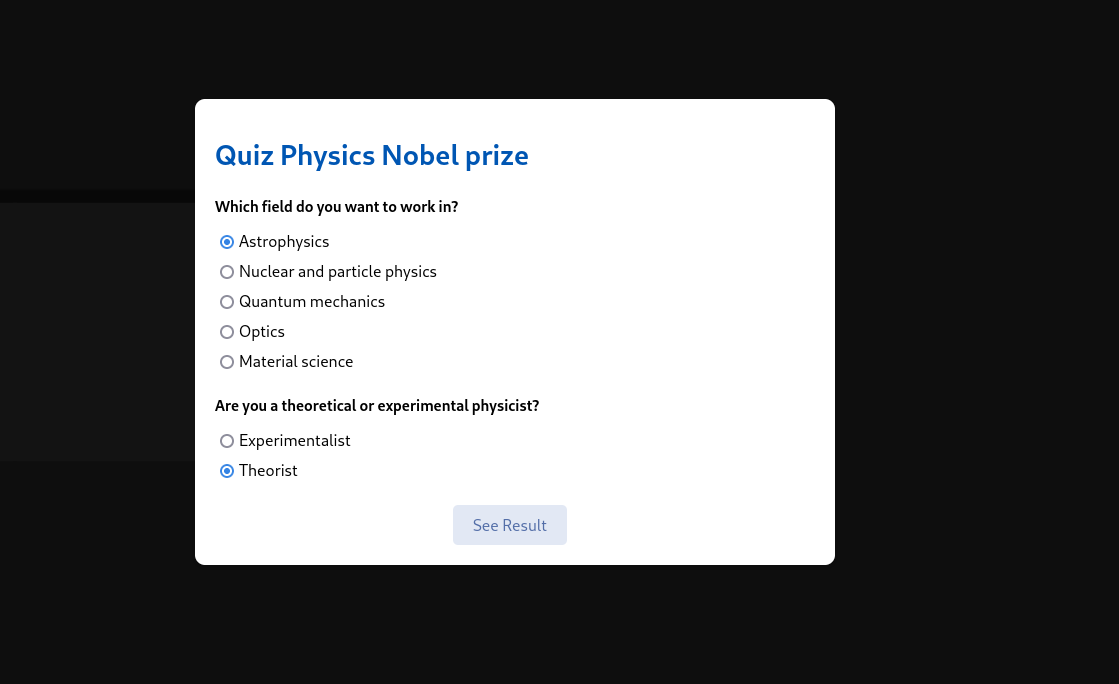 Quiz Physics Nobel prize
Which field do you want to work in?
Astrophysics
Nuclear and particle physics
Quantum mechanics
Optics
Material science
Are you a theoretical or experimental physicist?
Experimentalist
Theorist
See Result